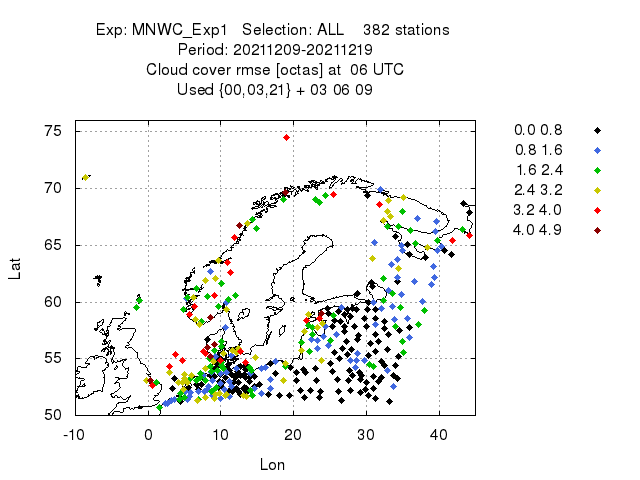 Exp: MNWC_Exp1 Selection: ALL 382 stations
Period: 20211209-20211219
Cloud cover rmse [octas] at 06 UTC
Used {00,03,21} + 03 06 09
0.0 0.8
0.8 1.6
1.6 2.4
2.4 3.2
3.2 4.0
4.0 4.9
75
70
65
60
55
50
Lat
-10 0 10 20 30 40
Lon